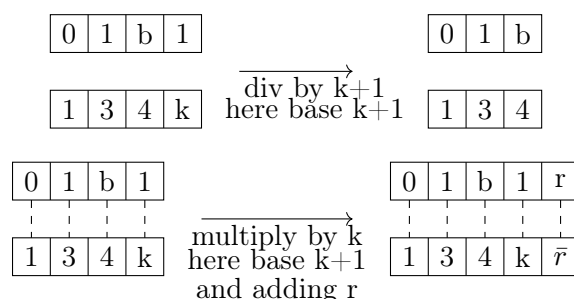 0 1 b 1
0 1 b
div by k+1
here base k+1
1 3 4 k
1 3 4
0 1 b 1
0 1 b 1 r
multiply by k
here base k+1
and adding r
1 3 4 k
1 3 4 k r̄